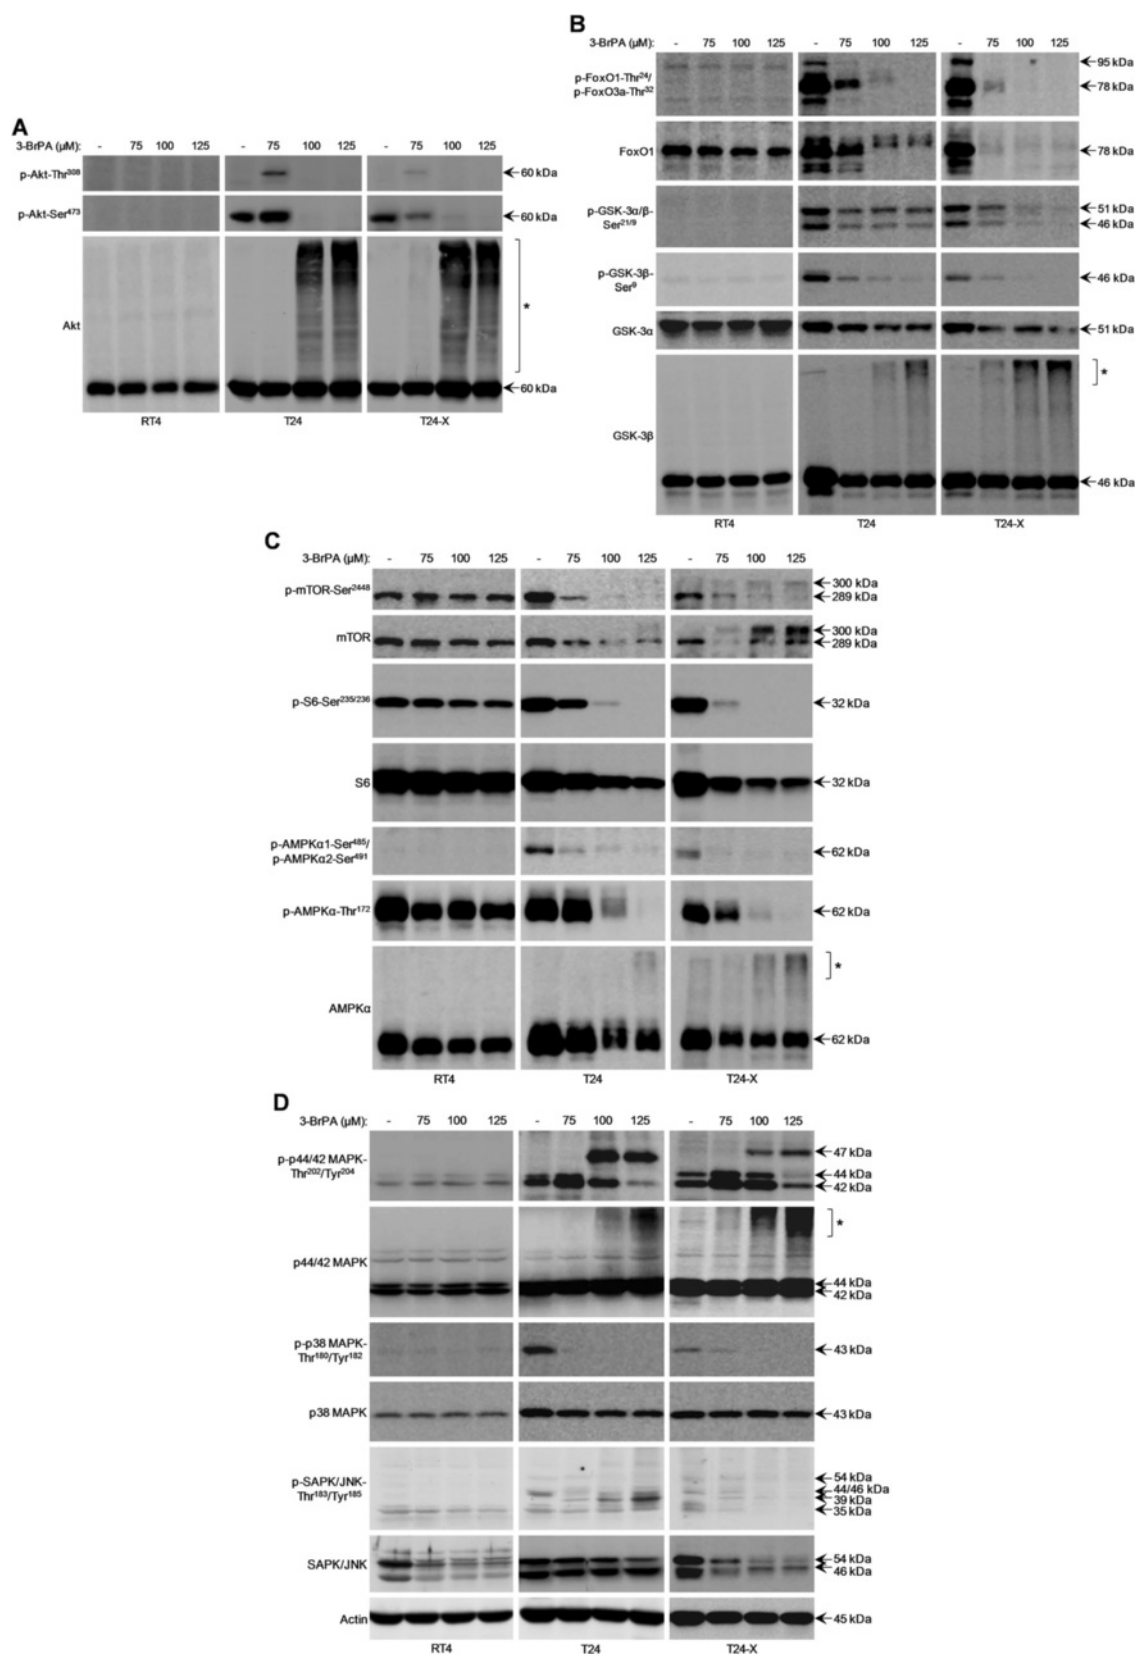 A
3-BrPA (µM): - 75 100 125 - 75 100 125 - 75 100 125
p-Akt-Thr³⁰⁸ 60 kDa
p-Akt-Ser⁴⁷³ 60 kDa
*
Akt
60 kDa
RT4 T24 T24-X
B
3-BrPA (µM): - 75 100 125 - 75 100 125 - 75 100 125
95 kDa
p-FoxO1-Thr²⁴/
p-FoxO3a-Thr³² 78 kDa
FoxO1 78 kDa
p-GSK-3α/β- 51 kDa
Ser²¹/⁹ 46 kDa
p-GSK-3β-
Ser⁹ 46 kDa
GSK-3α 51 kDa
*
GSK-3β
46 kDa
RT4 T24 T24-X
C
3-BrPA (µM): - 75 100 125 - 75 100 125 - 75 100 125
300 kDa
p-mTOR-Ser²⁴⁴⁸ 289 kDa
300 kDa
mTOR 289 kDa
p-S6-Ser²³⁵/²³⁶ 32 kDa
S6 32 kDa
p-AMPKα1-Ser⁴⁸⁵/
p-AMPKα2-Ser⁴⁹¹ 62 kDa
p-AMPKα-Thr¹⁷² 62 kDa
*
AMPKα
62 kDa
RT4 T24 T24-X
D
3-BrPA (µM): - 75 100 125 - 75 100 125 - 75 100 125
47 kDa
p-p44/42 MAPK- 44 kDa
Thr²⁰²/Tyr²⁰⁴ 42 kDa
*
p44/42 MAPK
44 kDa
42 kDa
p-p38 MAPK-
Thr¹⁸⁰/Tyr¹⁸² 43 kDa
p38 MAPK 43 kDa
54 kDa
p-SAPK/JNK- 44/46 kDa
Thr¹⁸³/Tyr¹⁸⁵ 39 kDa
35 kDa
SAPK/JNK 54 kDa
46 kDa
Actin 45 kDa
RT4 T24 T24-X